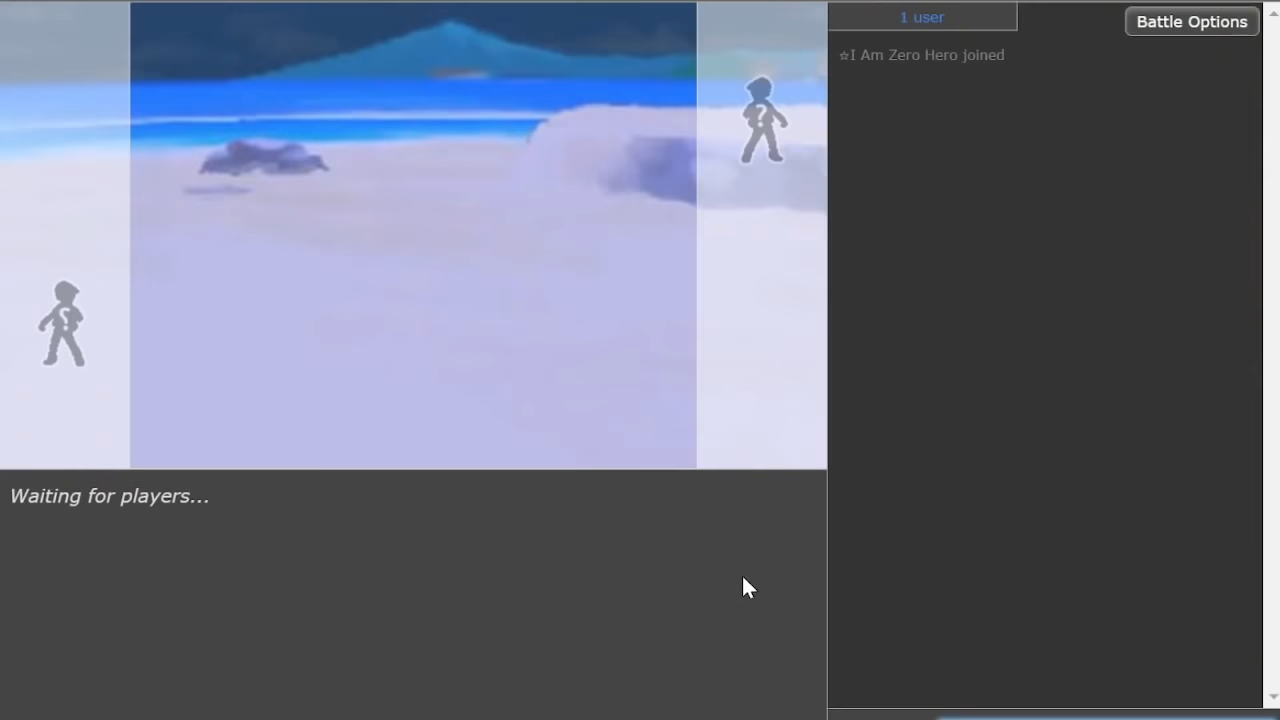 1 user
Battle Options
☆I Am Zero Hero joined
Waiting for players...